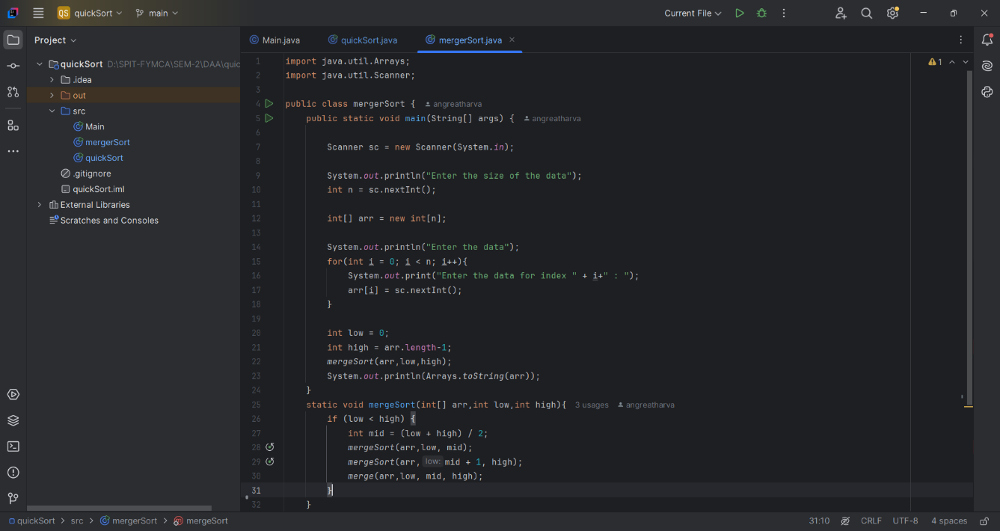 QS quickSort main Current File
Project
Main.java quickSort.java mergerSort.java
quickSort D:\SPIT-FYMCA\SEM-2\DAA\quic
.idea
out
src
Main
mergerSort
quickSort
.gitignore
quickSort.iml
External Libraries
Scratches and Consoles
1
1 import java.util.Arrays;
2 import java.util.Scanner;
3
4 public class mergerSort { angreatharva
5 public static void main(String[] args) { angreatharva
6
7 Scanner sc = new Scanner(System.in);
8
9 System.out.println("Enter the size of the data");
10 int n = sc.nextInt();
11
12 int[] arr = new int[n];
13
14 System.out.println("Enter the data");
15 for(int i = 0; i < n; i++){
16 System.out.print("Enter the data for index " + i+" : ");
17 arr[i] = sc.nextInt();
18 }
19
20 int low = 0;
21 int high = arr.length-1;
22 mergeSort(arr,low,high);
23 System.out.println(Arrays.toString(arr));
24 }
25 static void mergeSort(int[] arr,int low,int high){ 3 usages angreatharva
26 if (low < high) {
27 int mid = (low + high) / 2;
28 mergeSort(arr,low, mid);
29 mergeSort(arr, low: mid + 1, high);
30 merge(arr,low, mid, high);
31 }
32 }
quickSort > src > mergerSort > mergeSort 31:10 CRLF UTF-8 4 spaces